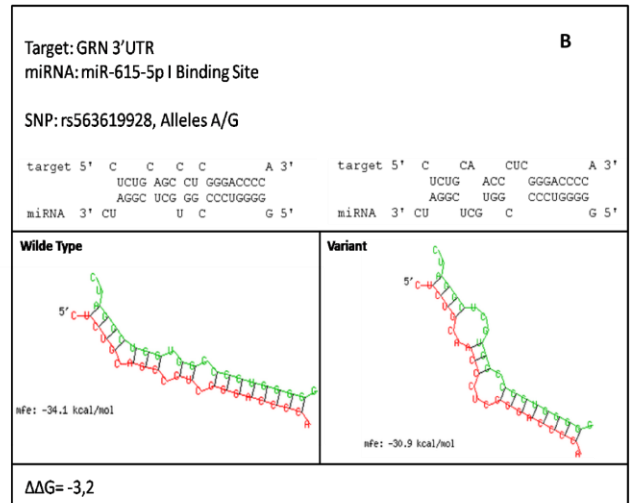 B
Target: GRN 3'UTR
miRNA: miR-615-5p I Binding Site
SNP: rs563619928, Alleles A/G
target 5' C    C  C C      A 3'
UCUG AGC CU GGGACCCC
AGGC UCG GG CCCUGGGG
miRNA 3' CU      U C      G 5'
target 5' C    CA   CUC        A 3'
UCUG  ACC   GGGACCCC
AGGC  UGG   CCCUGGGG
miRNA 3' CU    UCG   C        G 5'
Wilde Type
5'
mfe: -34.1 kcal/mol
Variant
5'
mfe: -30.9 kcal/mol
ΔΔG= -3,2